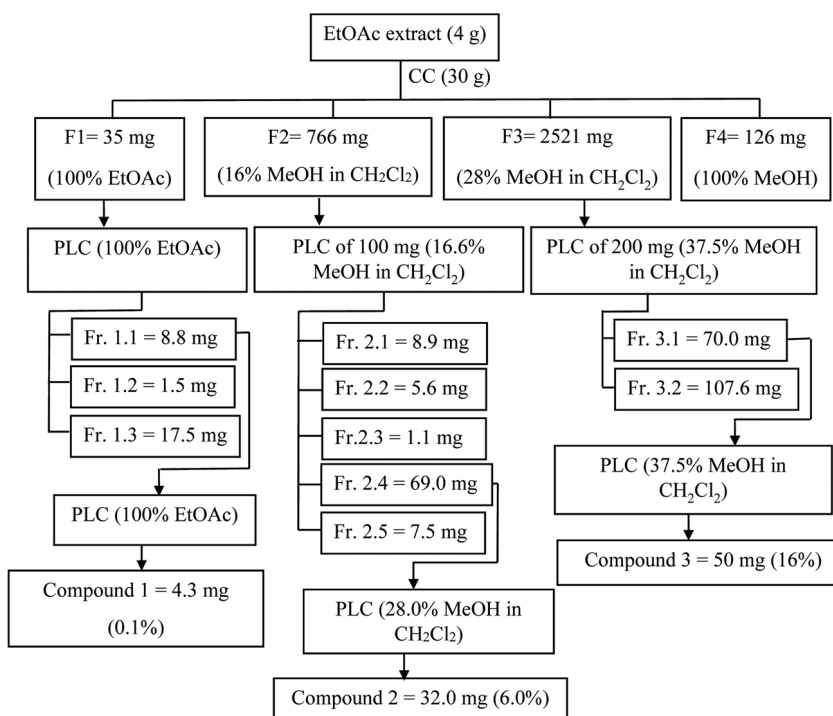 EtOAc extract (4 g)
CC (30 g)
F1= 35 mg
(100% EtOAc)
F2= 766 mg
(16% MeOH in CH₂Cl₂)
F3= 2521 mg
(28% MeOH in CH₂Cl₂)
F4= 126 mg
(100% MeOH)
PLC (100% EtOAc)
PLC of 100 mg (16.6%
MeOH in CH₂Cl₂)
PLC of 200 mg (37.5% MeOH
in CH₂Cl₂)
Fr. 1.1 = 8.8 mg
Fr. 1.2 = 1.5 mg
Fr. 1.3 = 17.5 mg
Fr. 2.1 = 8.9 mg
Fr. 2.2 = 5.6 mg
Fr.2.3 = 1.1 mg
Fr. 2.4 = 69.0 mg
Fr. 2.5 = 7.5 mg
Fr. 3.1 = 70.0 mg
Fr. 3.2 = 107.6 mg
PLC (100% EtOAc)
Compound 1 = 4.3 mg
(0.1%)
PLC (28.0% MeOH in
CH₂Cl₂)
Compound 2 = 32.0 mg (6.0%)
PLC (37.5% MeOH in
CH₂Cl₂)
Compound 3 = 50 mg (16%)